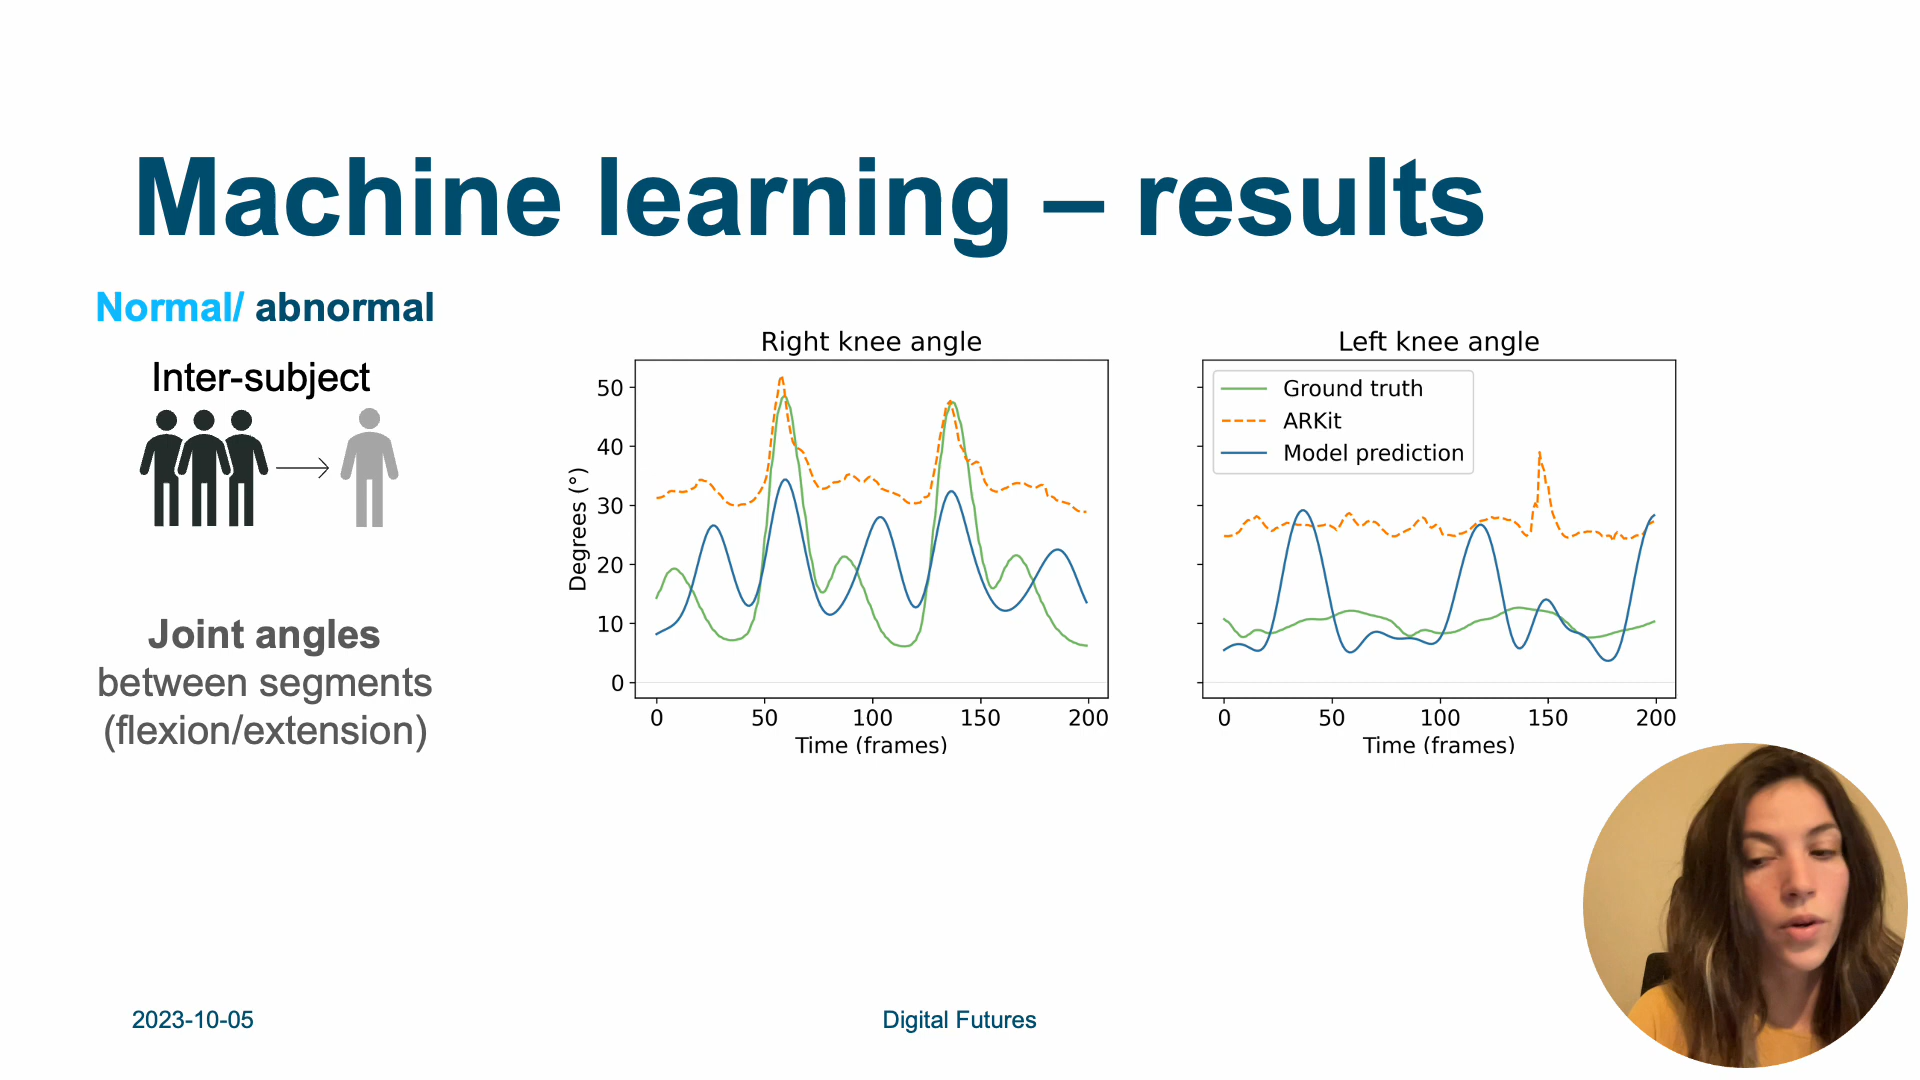 Machine learning – results
Normal/ abnormal
Inter-subject
Joint angles
between segments
(flexion/extension)
Right knee angle
Degrees (°)
50
40
30
20
10
0
0 50 100 150 200
Time (frames)
Left knee angle
Ground truth
ARKit
Model prediction
0 50 100 150 200
Time (frames)
2023-10-05
Digital Futures